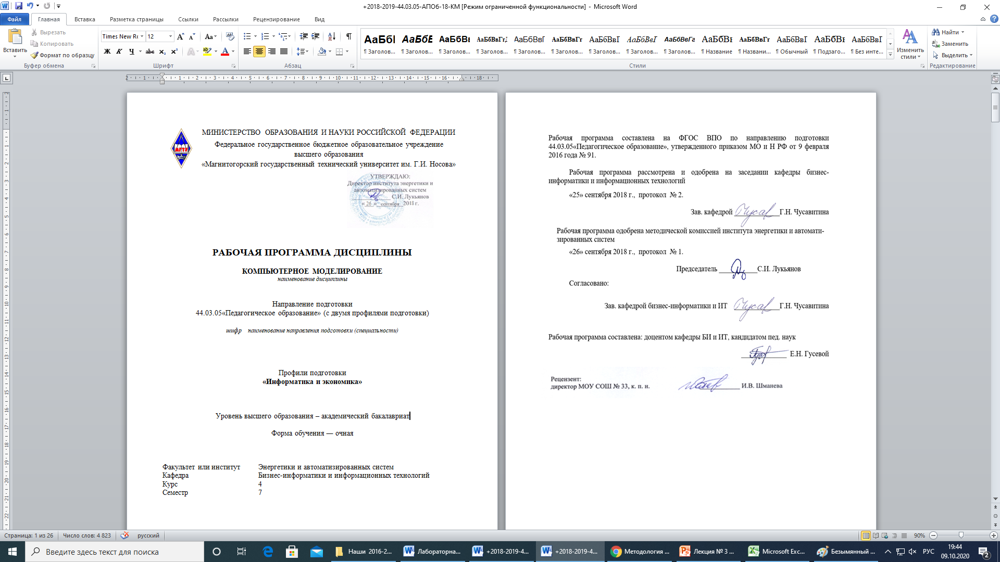 +2018-2019-44.03.05-АПОб-18-КМ [Режим ограниченной функциональности] - Microsoft Word
Файл Главная Вставка Разметка страницы Ссылки Рассылки Рецензирование Вид
Вставить
Вырезать
Копировать
Формат по образцу
Буфер обмена
Times New Rc 12
Ж К Ч abc x₂ x²
Шрифт
Абзац
АаБбІ АаБбВ АаБбВı АаБбВвГг, АаБбВвГ АаБбВвГг АаБбВвІ АаБбВвІ АаБбВвГг АаБбВı АаБбВвГг АаБбВвІ АаБбВı АаБбВвІ
¶ Заголов... ¶ Заголов... ¶ Заголов... ¶ Заголов... ¶ Заголов... ¶ Заголов... ¶ Заголов... ¶ Заголов... ¶ Заголов... ¶ Название ¶ Названи... ¶ Обычный ¶ Подзаго... ¶ Без инте...
Стили
Изменить стили
Найти
Заменить
Выделить
Редактирование
МИНИСТЕРСТВО ОБРАЗОВАНИЯ И НАУКИ РОССИЙСКОЙ ФЕДЕРАЦИИ
Федеральное государственное бюджетное образовательное учреждение
высшего образования
«Магнитогорский государственный технический университет им. Г.И. Носова»
МГТУ
УТВЕРЖДАЮ:
Директор института энергетики и
автоматизированных систем
С.И. Лукьянов
« 26 » сентября 2018 г.
РАБОЧАЯ ПРОГРАММА ДИСЦИПЛИНЫ
КОМПЬЮТЕРНОЕ МОДЕЛИРОВАНИЕ
наименование дисциплины
Направление подготовки
44.03.05«Педагогическое образование» (с двумя профилями подготовки)
шифр наименование направления подготовки (специальности)
Профили подготовки
«Информатика и экономика»
Уровень высшего образования – академический бакалавриат
Форма обучения — очная
Факультет или институт Энергетики и автоматизированных систем
Кафедра Бизнес-информатики и информационных технологий
Курс 4
Семестр 7
Рабочая программа составлена на ФГОС ВПО по направлению подготовки
44.03.05«Педагогическое образование», утвержденного приказом МО и Н РФ от 9 февраля
2016 года № 91.
Рабочая программа рассмотрена и одобрена на заседании кафедры бизнес-
информатики и информационных технологий
«25» сентября 2018 г., протокол № 2.
Зав. кафедрой Г.Н. Чусавитина
Рабочая программа одобрена методической комиссией института энергетики и автомати-
зированных систем
«26» сентября 2018 г., протокол № 1.
Председатель С.И. Лукьянов
Согласовано:
Зав. кафедрой бизнес-информатики и ИТ Г.Н. Чусавитина
Рабочая программа составлена: доцентом кафедры БИ и ИТ, кандидатом пед. наук
Е.Н. Гусевой
Рецензент:
директор МОУ СОШ № 33, к. п. н. И.В. Шманева
Страница: 1 из 26 Число слов: 4 823 русский 90%
Введите здесь текст для поиска
Наши 2016-2... Лабораторна... +2018-2019-4... +2018-2019-4... Методология ... Лекция № 3 ... Microsoft Exc... Безымянный ...
РУС 19:44
09.10.2020
2